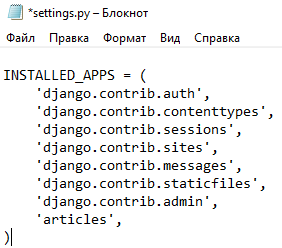 *settings.py – Блокнот
Файл Правка Формат Вид Справка
INSTALLED_APPS = (
    'django.contrib.auth',
    'django.contrib.contenttypes',
    'django.contrib.sessions',
    'django.contrib.sites',
    'django.contrib.messages',
    'django.contrib.staticfiles',
    'django.contrib.admin',
    'articles',
)